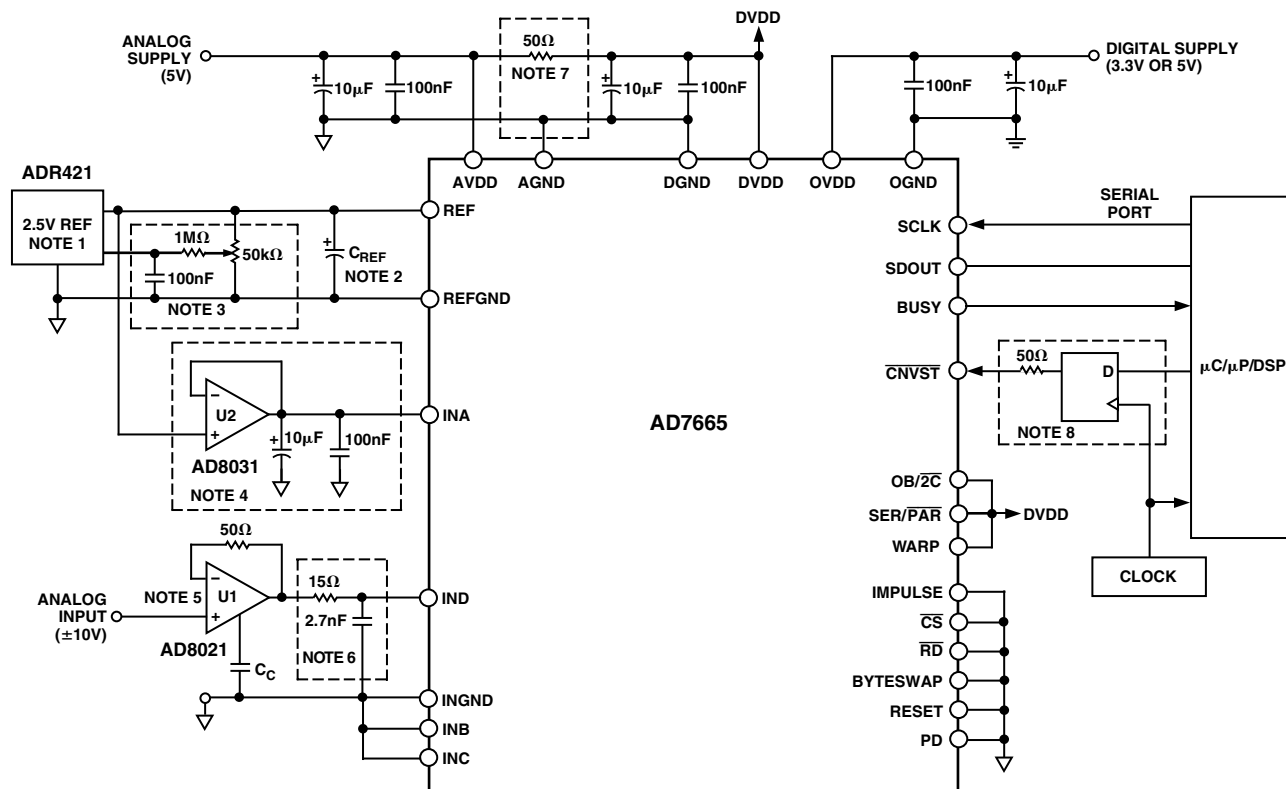 ANALOG
SUPPLY
(5V)
50Ω
NOTE 7
DVDD
DIGITAL SUPPLY
(3.3V OR 5V)
+
10μF
100nF
+
10μF
100nF
100nF
+
10μF
AVDD
AGND
DGND
DVDD
OVDD
OGND
ADR421
2.5V REF
NOTE 1
1MΩ
50kΩ
100nF
NOTE 3
+
CREF
NOTE 2
REF
REFGND
SERIAL
PORT
SCLK
SDOUT
BUSY
CNVST
50Ω
D
NOTE 8
μC/μP/DSP
−
U2
+
AD8031
+
10μF
100nF
NOTE 4
INA
AD7665
OB/2C
SER/PAR
WARP
DVDD
CLOCK
50Ω
ANALOG
INPUT
(±10V)
NOTE 5
−
U1
+
AD8021
CC
15Ω
2.7nF
NOTE 6
IND
INGND
INB
INC
IMPULSE
CS
RD
BYTESWAP
RESET
PD